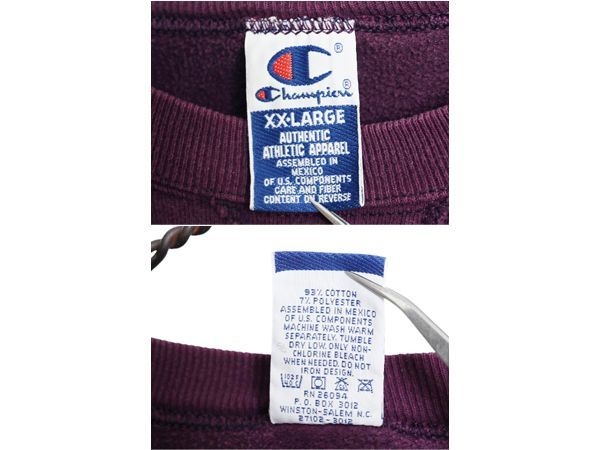 ®
Champion ®
XX-LARGE
AUTHENTIC
ATHLETIC APPAREL
ASSEMBLED IN
MEXICO
OF U.S. COMPONENTS
CARE AND FIBER
CONTENT ON REVERSE
93% COTTON
7% POLYESTER
ASSEMBLED IN MEXICO
OF U.S. COMPONENTS
MACHINE WASH WARM
SEPARATELY. TUMBLE
DRY LOW. ONLY NON-
CHLORINE BLEACH
WHEN NEEDED. DO NOT
IRON DESIGN.
RN 26094
P.O. BOX 3012
WINSTON-SALEM N.C.
27102-3012